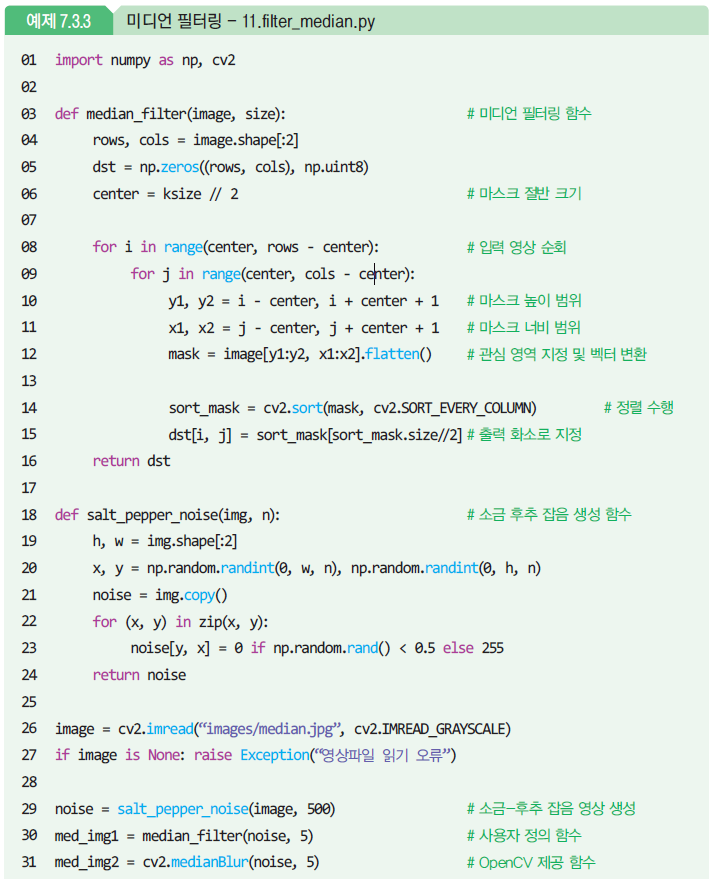 예제 7.3.3 미디언 필터링 - 11.filter_median.py
01 import numpy as np, cv2
02
03 def median_filter(image, size): # 미디언 필터링 함수
04 rows, cols = image.shape[:2]
05 dst = np.zeros((rows, cols), np.uint8)
06 center = ksize // 2 # 마스크 절반 크기
07
08 for i in range(center, rows - center): # 입력 영상 순회
09 for j in range(center, cols - center):
10 y1, y2 = i - center, i + center + 1 # 마스크 높이 범위
11 x1, x2 = j - center, j + center + 1 # 마스크 너비 범위
12 mask = image[y1:y2, x1:x2].flatten() # 관심 영역 지정 및 벡터 변환
13
14 sort_mask = cv2.sort(mask, cv2.SORT_EVERY_COLUMN) # 정렬 수행
15 dst[i, j] = sort_mask[sort_mask.size//2] # 출력 화소로 지정
16 return dst
17
18 def salt_pepper_noise(img, n): # 소금 후추 잡음 생성 함수
19 h, w = img.shape[:2]
20 x, y = np.random.randint(0, w, n), np.random.randint(0, h, n)
21 noise = img.copy()
22 for (x, y) in zip(x, y):
23 noise[y, x] = 0 if np.random.rand() < 0.5 else 255
24 return noise
25
26 image = cv2.imread(“images/median.jpg”, cv2.IMREAD_GRAYSCALE)
27 if image is None: raise Exception(“영상파일 읽기 오류”)
28
29 noise = salt_pepper_noise(image, 500) # 소금-후추 잡음 영상 생성
30 med_img1 = median_filter(noise, 5) # 사용자 정의 함수
31 med_img2 = cv2.medianBlur(noise, 5) # OpenCV 제공 함수